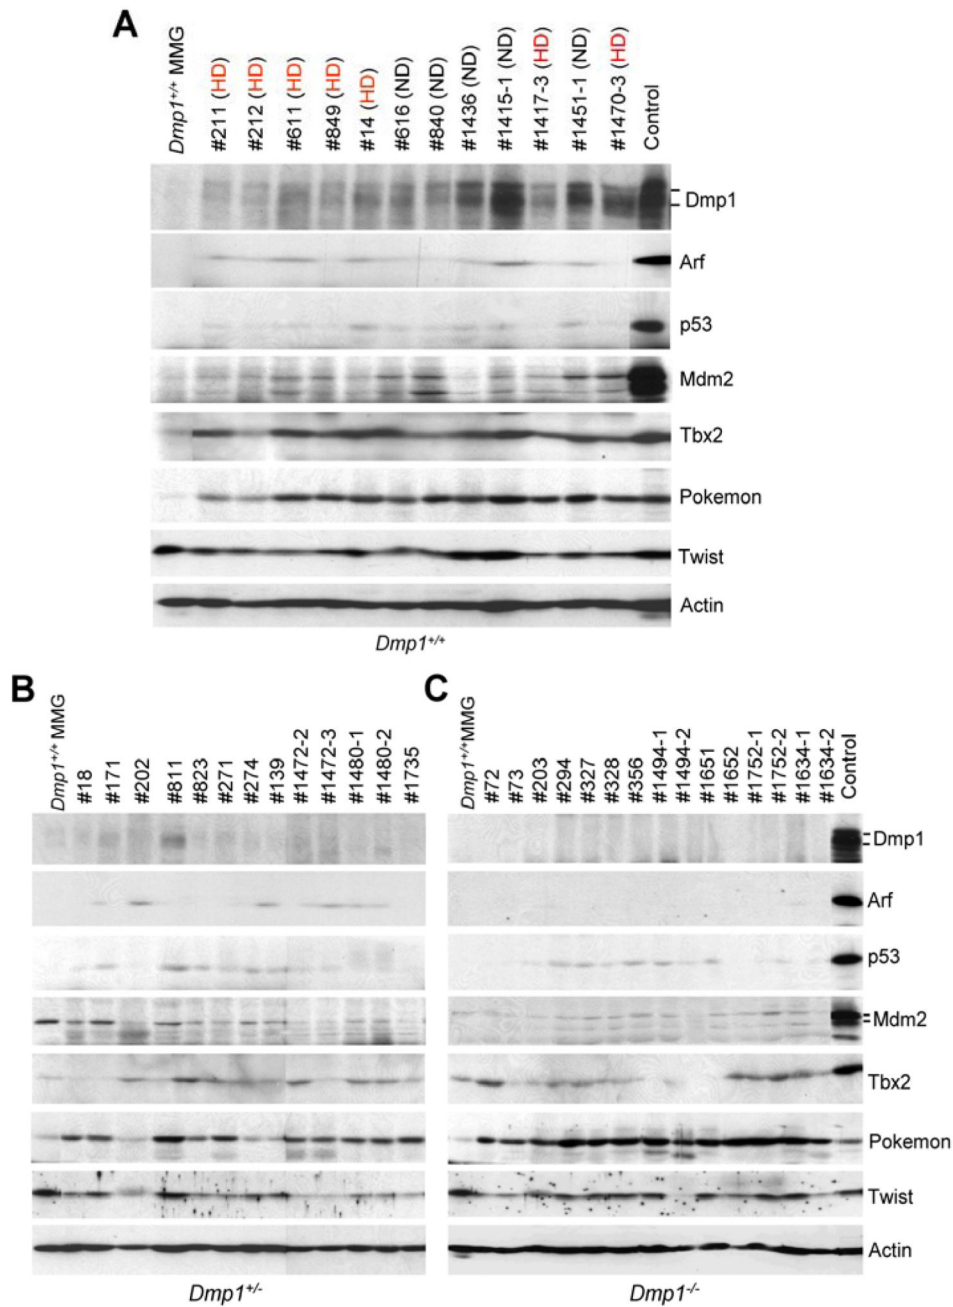 A
Dmp1+/+ MMG
#211 (HD)
#212 (HD)
#611 (HD)
#849 (HD)
#14 (HD)
#616 (ND)
#840 (ND)
#1436 (ND)
#1415-1 (ND)
#1417-3 (HD)
#1451-1 (ND)
#1470-3 (HD)
Control
Dmp1
Arf
p53
Mdm2
Tbx2
Pokemon
Twist
Actin
Dmp1+/+
B
Dmp1+/+ MMG
#18
#171
#202
#811
#823
#271
#274
#139
#1472-2
#1472-3
#1480-1
#1480-2
#1735
Dmp1+/-
C
Dmp1+/+MMG
#72
#73
#203
#294
#327
#328
#356
#1494-1
#1494-2
#1651
#1652
#1752-1
#1752-2
#1634-1
#1634-2
Control
Dmp1
Arf
p53
Mdm2
Tbx2
Pokemon
Twist
Actin
Dmp1-/-